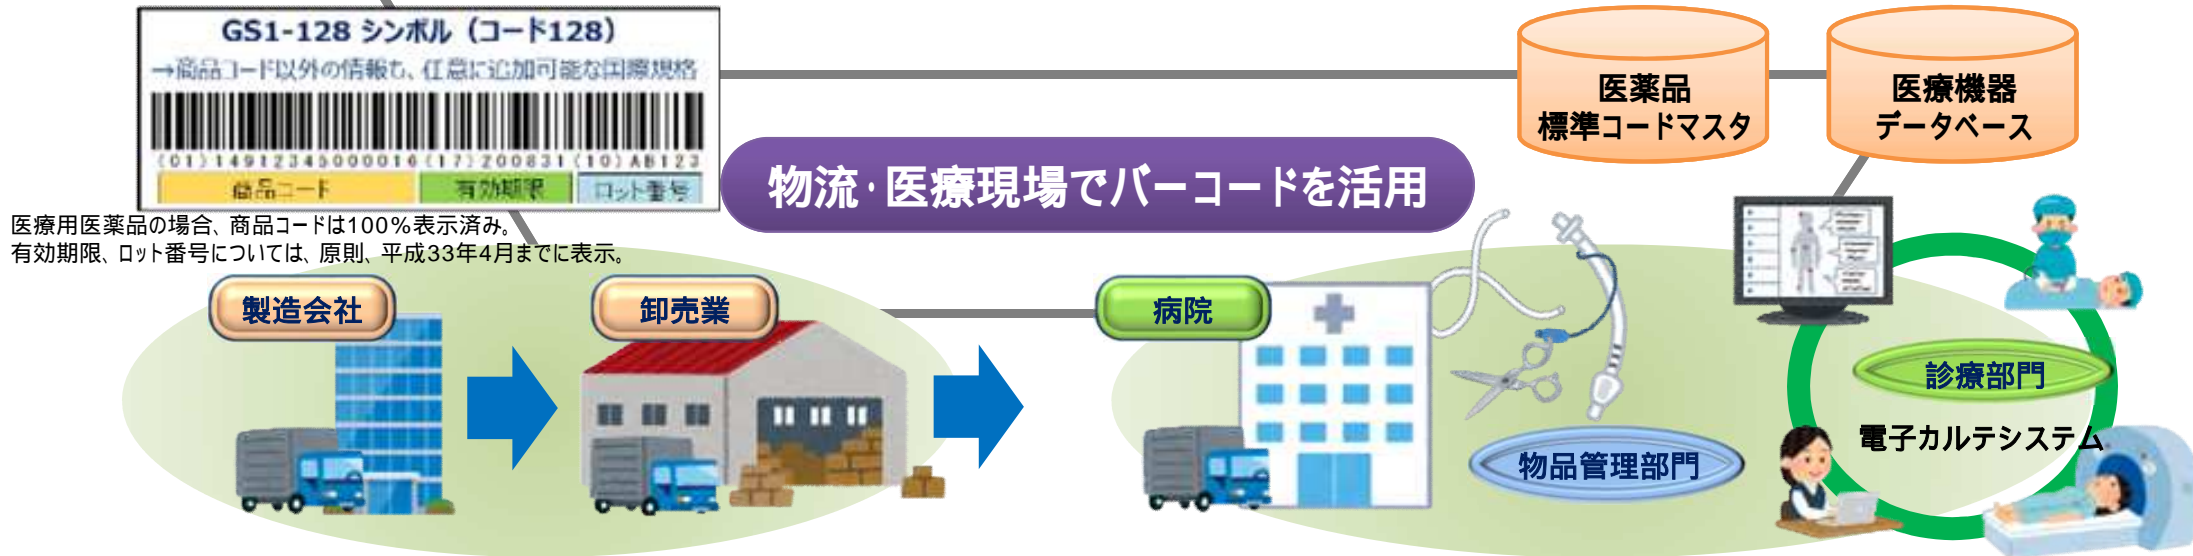 GS1-128 シンボル（コード128）
→商品コード以外の情報も、任意に追加可能な国際規格
(01)14912345000016(17)200831(10)AB123
商品コード
有効期限
ロット番号
医療用医薬品の場合、商品コードは100％表示済み。
有効期限、ロット番号については、原則、平成33年4月までに表示。
医薬品
標準コードマスタ
医療機器
データベース
物流・医療現場でバーコードを活用
製造会社
卸売業
病院
物品管理部門
診療部門
電子カルテシステム